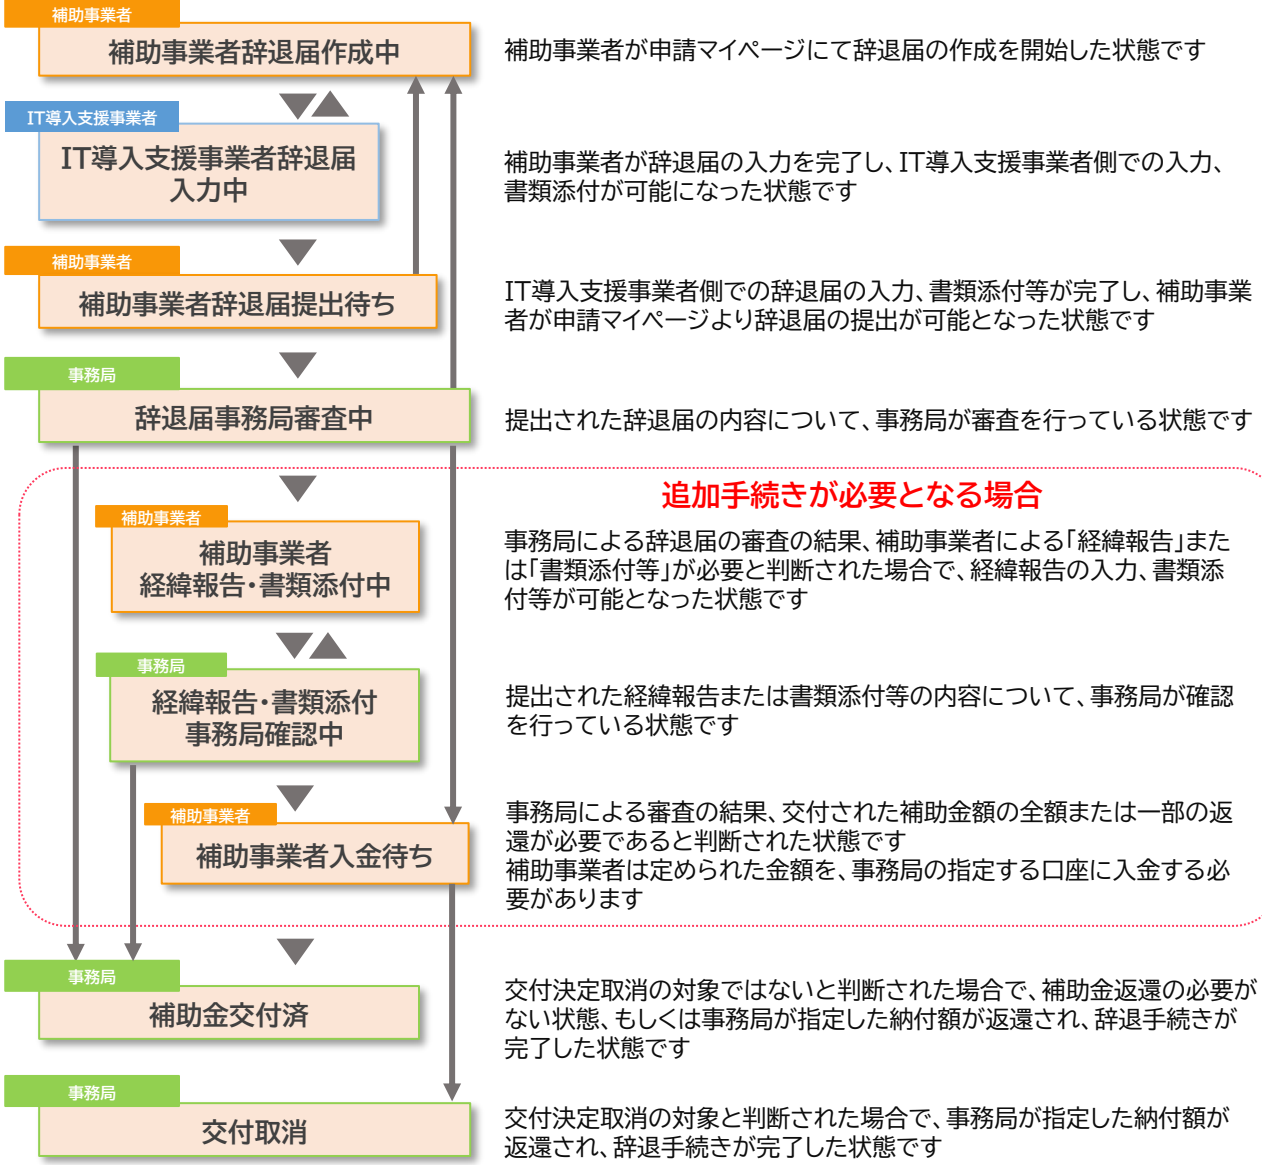 補助事業者
補助事業者辞退届作成中
補助事業者が申請マイページにて辞退届の作成を開始した状態です
IT導入支援事業者
IT導入支援事業者辞退届
入力中
補助事業者が辞退届の入力を完了し、IT導入支援事業者側での入力、
書類添付が可能になった状態です
補助事業者
補助事業者辞退届提出待ち
IT導入支援事業者側での辞退届の入力、書類添付等が完了し、補助事業
者が申請マイページより辞退届の提出が可能となった状態です
事務局
辞退届事務局審査中
提出された辞退届の内容について、事務局が審査を行っている状態です
追加手続きが必要となる場合
補助事業者
補助事業者
経緯報告・書類添付中
事務局による辞退届の審査の結果、補助事業者による「経緯報告」また
は「書類添付等」が必要と判断された場合で、経緯報告の入力、書類添
付等が可能となった状態です
事務局
経緯報告・書類添付
事務局確認中
提出された経緯報告または書類添付等の内容について、事務局が確認
を行っている状態です
補助事業者
補助事業者入金待ち
事務局による審査の結果、交付された補助金額の全額または一部の返
還が必要であると判断された状態です
補助事業者は定められた金額を、事務局の指定する口座に入金する必
要があります
事務局
補助金交付済
交付決定取消の対象ではないと判断された場合で、補助金返還の必要が
ない状態、もしくは事務局が指定した納付額が返還され、辞退手続きが
完了した状態です
事務局
交付取消
交付決定取消の対象と判断された場合で、事務局が指定した納付額が
返還され、辞退手続きが完了した状態です